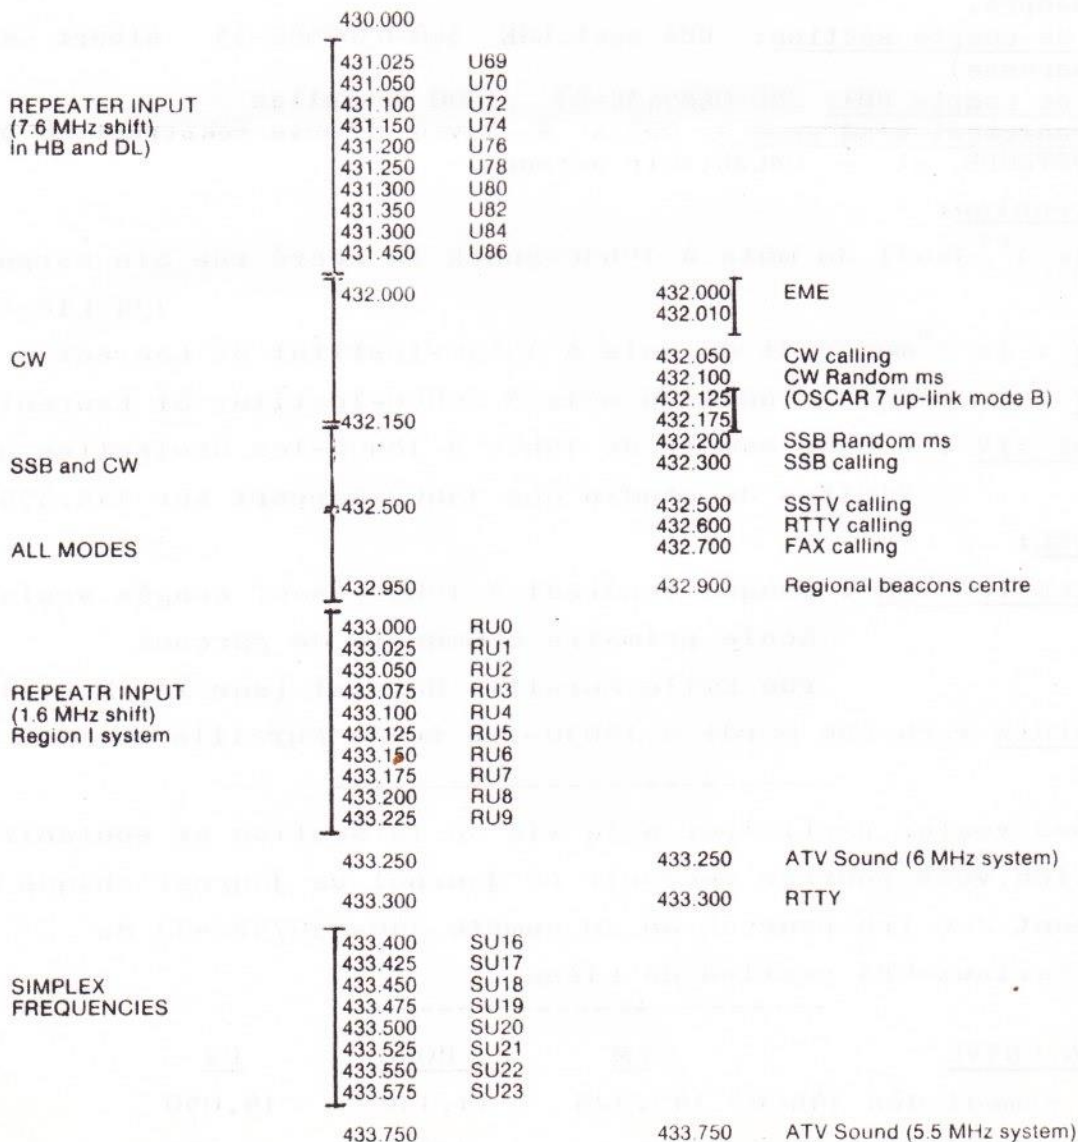 430.000
431.025 U69
431.050 U70
REPEATER INPUT 431.100 U72
(7.6 MHz shift) 431.150 U74
in HB and DL) 431.200 U76
431.250 U78
431.300 U80
431.350 U82
431.300 U84
431.450 U86
432.000 432.000 EME
432.010
CW 432.050 CW calling
432.100 CW Random ms
432.125 (OSCAR 7 up-link mode B)
432.150 432.175
432.200 SSB Random ms
SSB and CW 432.300 SSB calling
432.500 432.500 SSTV calling
432.600 RTTY calling
ALL MODES 432.700 FAX calling
432.950 432.900 Regional beacons centre
433.000 RU0
433.025 RU1
433.050 RU2
REPEATR INPUT 433.075 RU3
(1.6 MHz shift) 433.100 RU4
Region I system 433.125 RU5
433.150 RU6
433.175 RU7
433.200 RU8
433.225 RU9
433.250 433.250 ATV Sound (6 MHz system)
433.300 433.300 RTTY
433.400 SU16
433.425 SU17
SIMPLEX 433.450 SU18
FREQUENCIES 433.475 SU19
433.500 SU20
433.525 SU21
433.550 SU22
433.575 SU23
433.750 433.750 ATV Sound (5.5 MHz system)